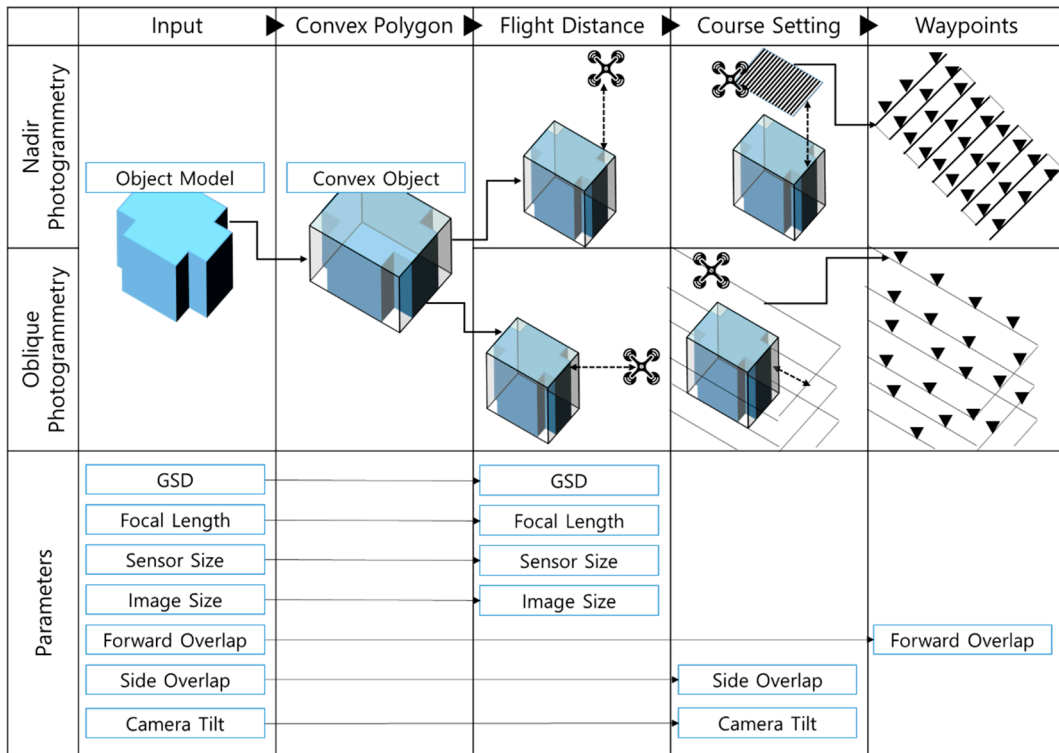 Input
Convex Polygon
Flight Distance
Course Setting
Waypoints
Nadir
Photogrammetry
Object Model
Convex Object
Oblique
Photogrammetry
Parameters
GSD
GSD
Focal Length
Focal Length
Sensor Size
Sensor Size
Image Size
Image Size
Forward Overlap
Forward Overlap
Side Overlap
Side Overlap
Camera Tilt
Camera Tilt